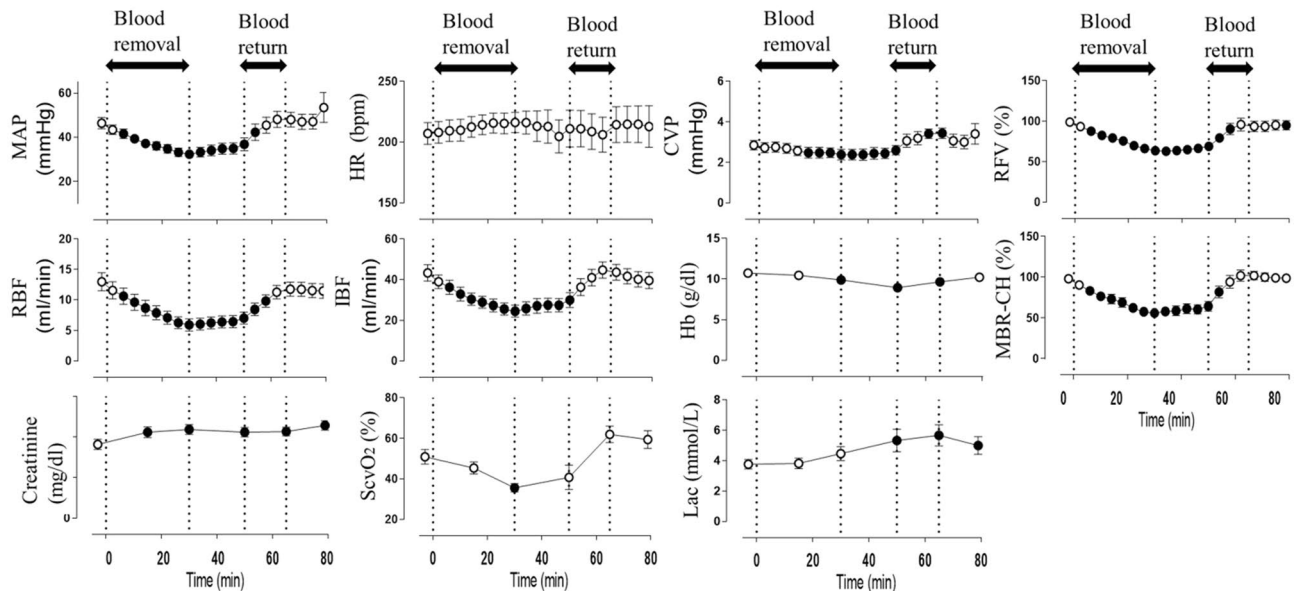 Blood
removal
Blood
return
Blood
removal
Blood
return
Blood
removal
Blood
return
Blood
removal
Blood
return
MAP
(mmHg)
60
40
20
HR (bpm)
250
200
150
CVP
(mmHg)
6
4
2
0
RFV (%)
150
100
50
0
RBF
(ml/min)
20
15
10
5
0
IBF
(ml/min)
60
40
20
0
Hb (g/dl)
15
10
5
0
MBR-CH (%)
150
100
50
0
0 20 40 60 80
Time (min)
Creatinine
(mg/dl)
0
0 20 40 60 80
Time (min)
ScvO2 (%)
80
60
40
20
0 20 40 60 80
Time (min)
Lac (mmol/L)
8
6
4
2
0
0 20 40 60 80
Time (min)